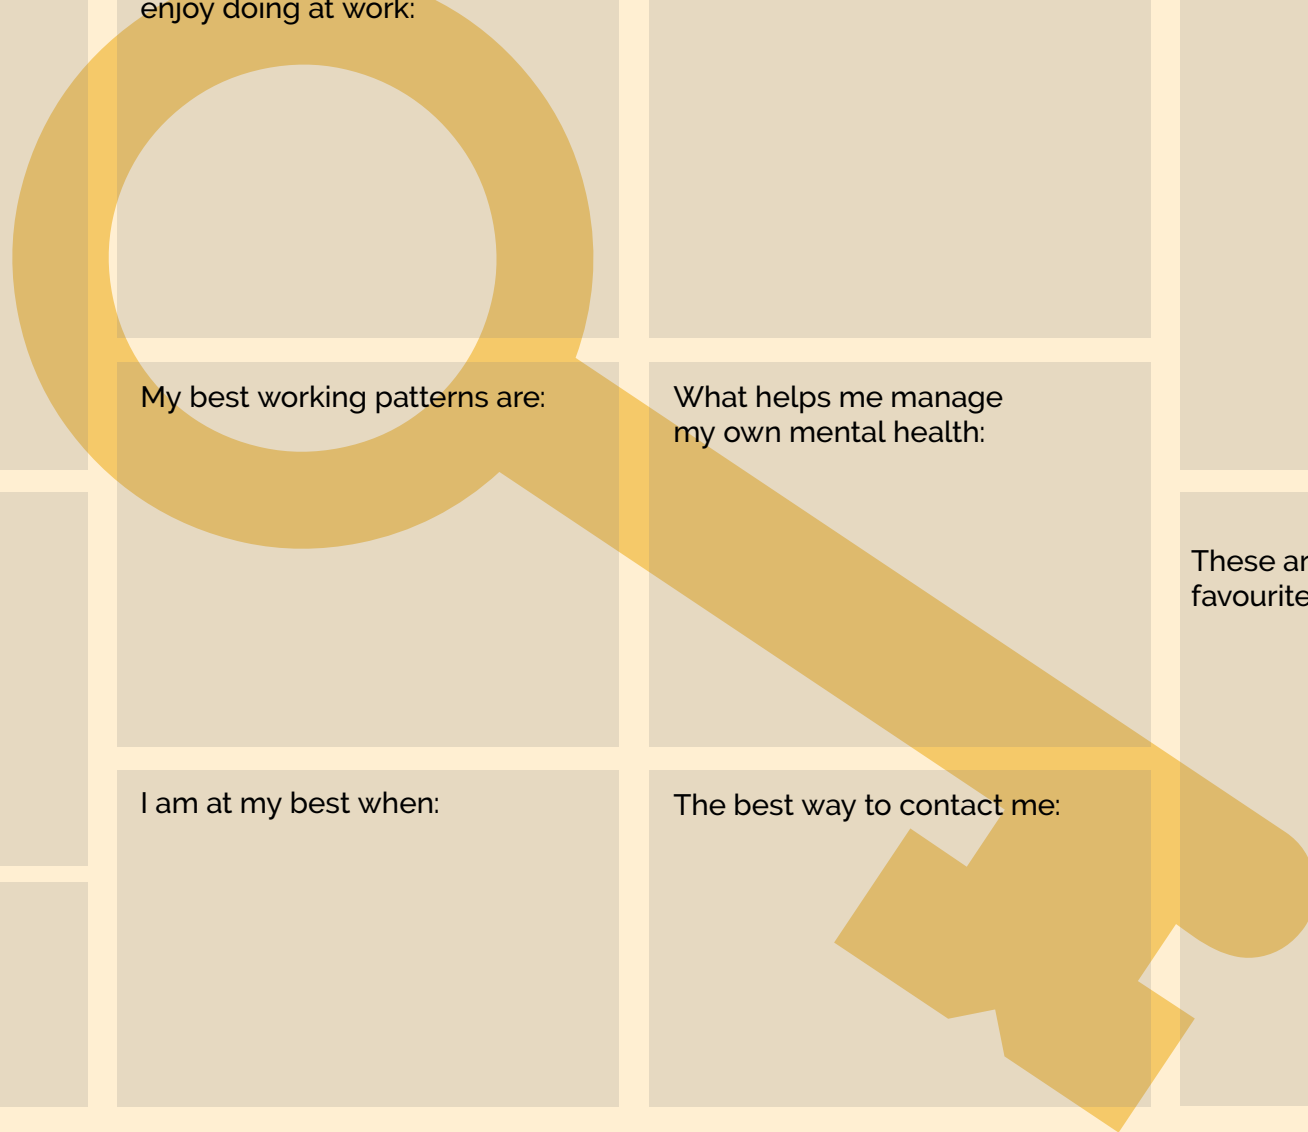 enjoy doing at work:
My best working patterns are:
What helps me manage
my own mental health:
These
favourite
I am at my best when:
The best way to contact me: